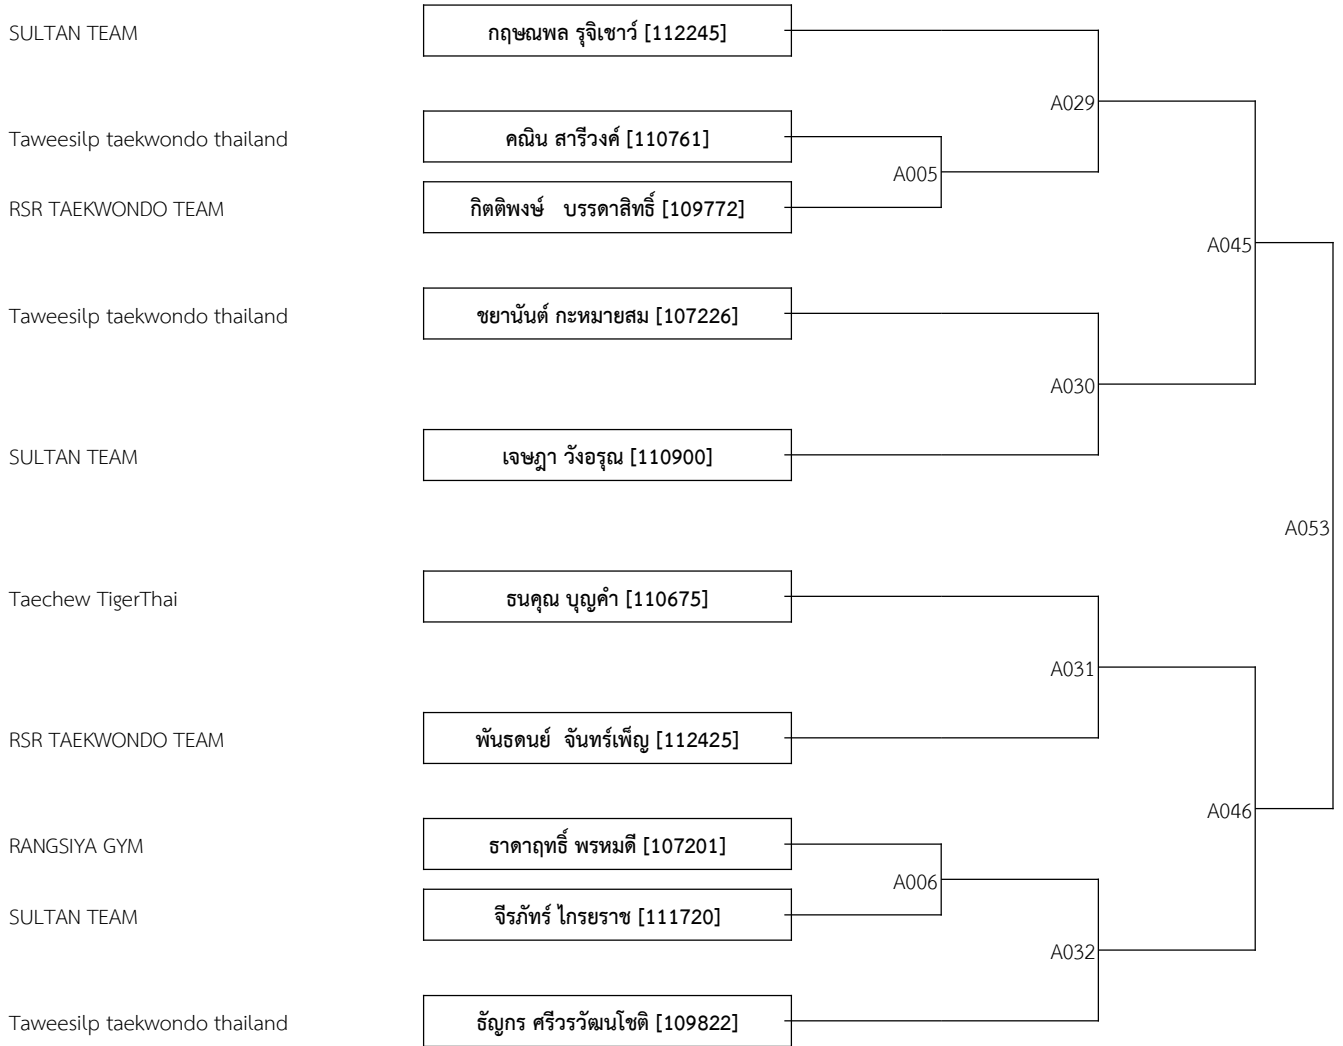 SULTAN TEAM กฤษณพล รุจิเชาว์ [112245]
A029
Taweesilp taekwondo thailand คณิน สารีวงค์ [110761]
A005
RSR TAEKWONDO TEAM กิตติพงษ์ บรรดาสิทธิ์ [109772]
A045
Taweesilp taekwondo thailand ชยานันต์ กะหมายสม [107226]
A030
SULTAN TEAM เจษฎา วังอรุณ [110900]
A053
Taechew TigerThai ธนคุณ บุญคำ [110675]
A031
RSR TAEKWONDO TEAM พันธดนย์ จันทร์เพ็ญ [112425]
A046
RANGSIYA GYM ธาดาฤทธิ์ พรหมดี [107201]
A006
SULTAN TEAM จีรภัทร์ ไกรยราช [111720]
A032
Taweesilp taekwondo thailand ธัญกร ศรีวรวัฒนโชติ [109822]